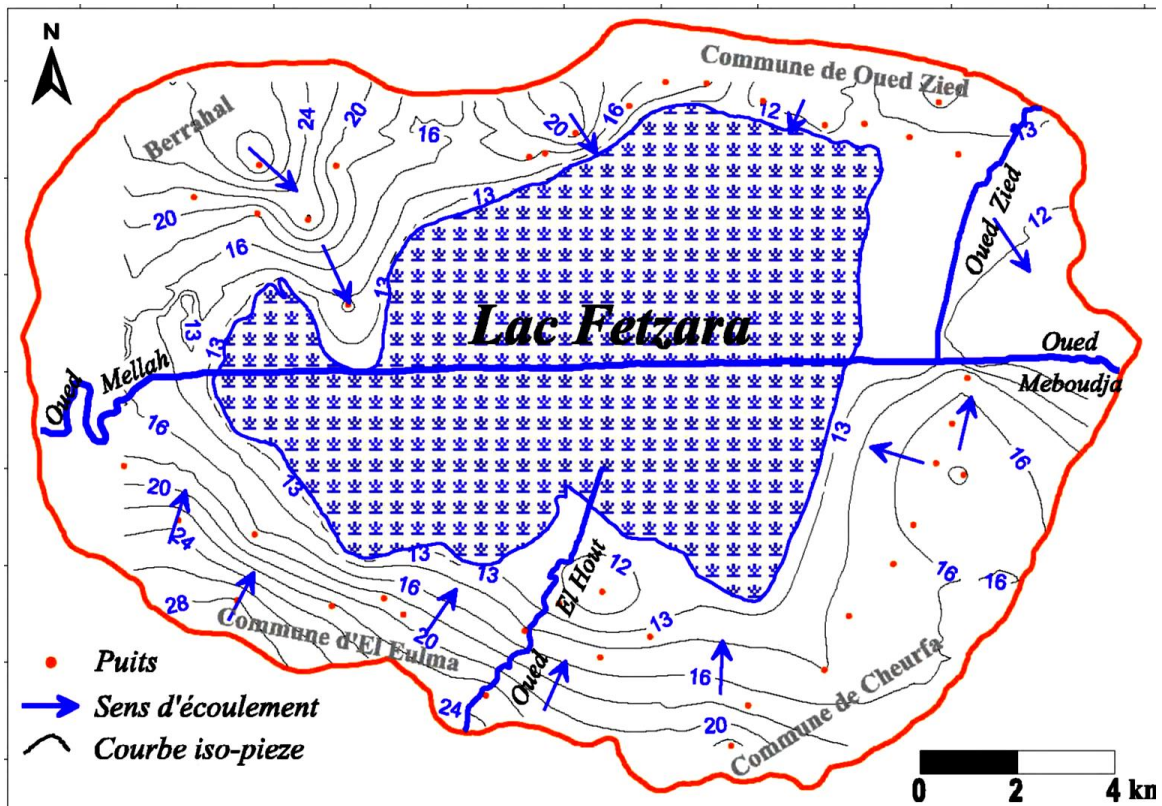 N
Commune de Oued Zied
Berrahal
24
20
16
20
16
12
13
13
Oued Zied
12
20
16
13
13
13
13
Lac Fetzara
Oued
Meboudja
Oued
Mellah
16
13
16
20
13
24
13
13
12
El Hout
16
16
16
13
28
Commune d'El Eulma
20
Oued
16
24
20
Commune de Cheurfa
Puits
Sens d'écoulement
Courbe iso-pieze
0 2 4 km